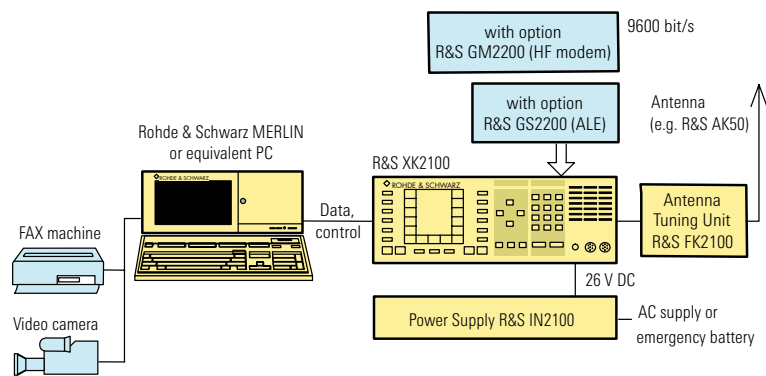 with option
R&S GM2200 (HF modem)
9600 bit/s
with option
R&S GS2200 (ALE)
Antenna
(e.g. R&S AK50)
Rohde & Schwarz MERLIN
or equivalent PC
R&S XK2100
ROHDE & SCHWARZ
ROHDE & SCHWARZ
Data,
control
Antenna
Tuning Unit
R&S FK2100
FAX machine
26 V DC
Video camera
Power Supply R&S IN2100
AC supply or
emergency battery